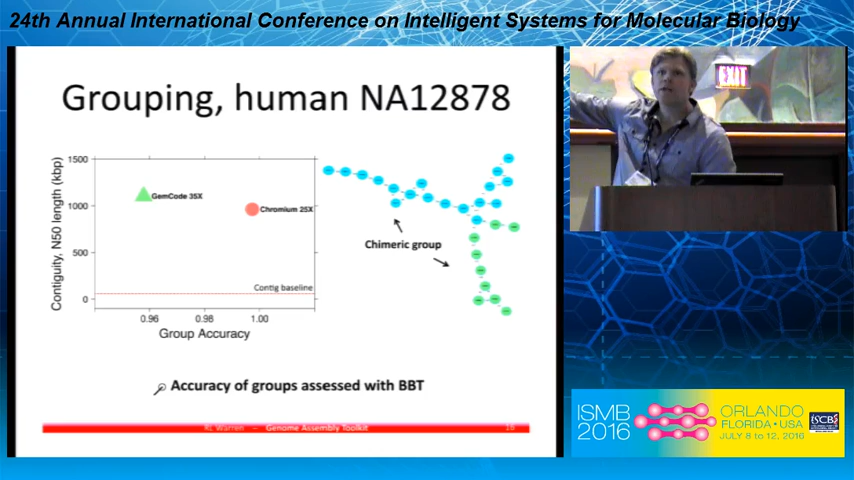 24th Annual International Conference on Intelligent Systems for Molecular Biology
Grouping, human NA12878
Contiguity, N50 length (kbp)
1500
1000
500
0
GemCode 35X
Chromium 25X
Contig baseline
0.96
0.98
1.00
Group Accuracy
Chimeric group
Accuracy of groups assessed with BBT
RL Warren – Genome Assembly Toolkit
16
EXIT
ISMB
2016
ORLANDO
FLORIDA • USA
JULY 8 to 12, 2016
ISCB